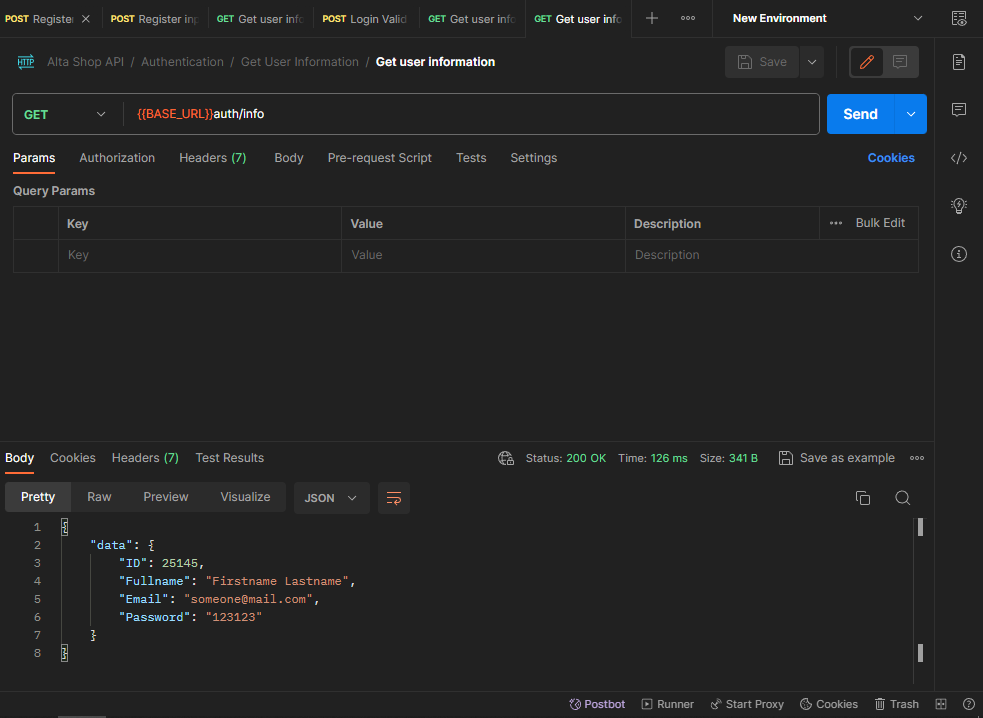 POST Register POST Register inp GET Get user info POST Login Valid GET Get user info GET Get user info New Environment
HTTP Alta Shop API / Authentication / Get User Information / Get user information Save
GET {{BASE_URL}}auth/info Send
Params Authorization Headers (7) Body Pre-request Script Tests Settings Cookies
Query Params
Key Value Description Bulk Edit
Key Value Description
Body Cookies Headers (7) Test Results Status: 200 OK Time: 126 ms Size: 341 B Save as example
Pretty Raw Preview Visualize JSON
1 {
2 "data": {
3 "ID": 25145,
4 "Fullname": "Firstname Lastname",
5 "Email": "someone@mail.com",
6 "Password": "123123"
7 }
8 }
Postbot Runner Start Proxy Cookies Trash